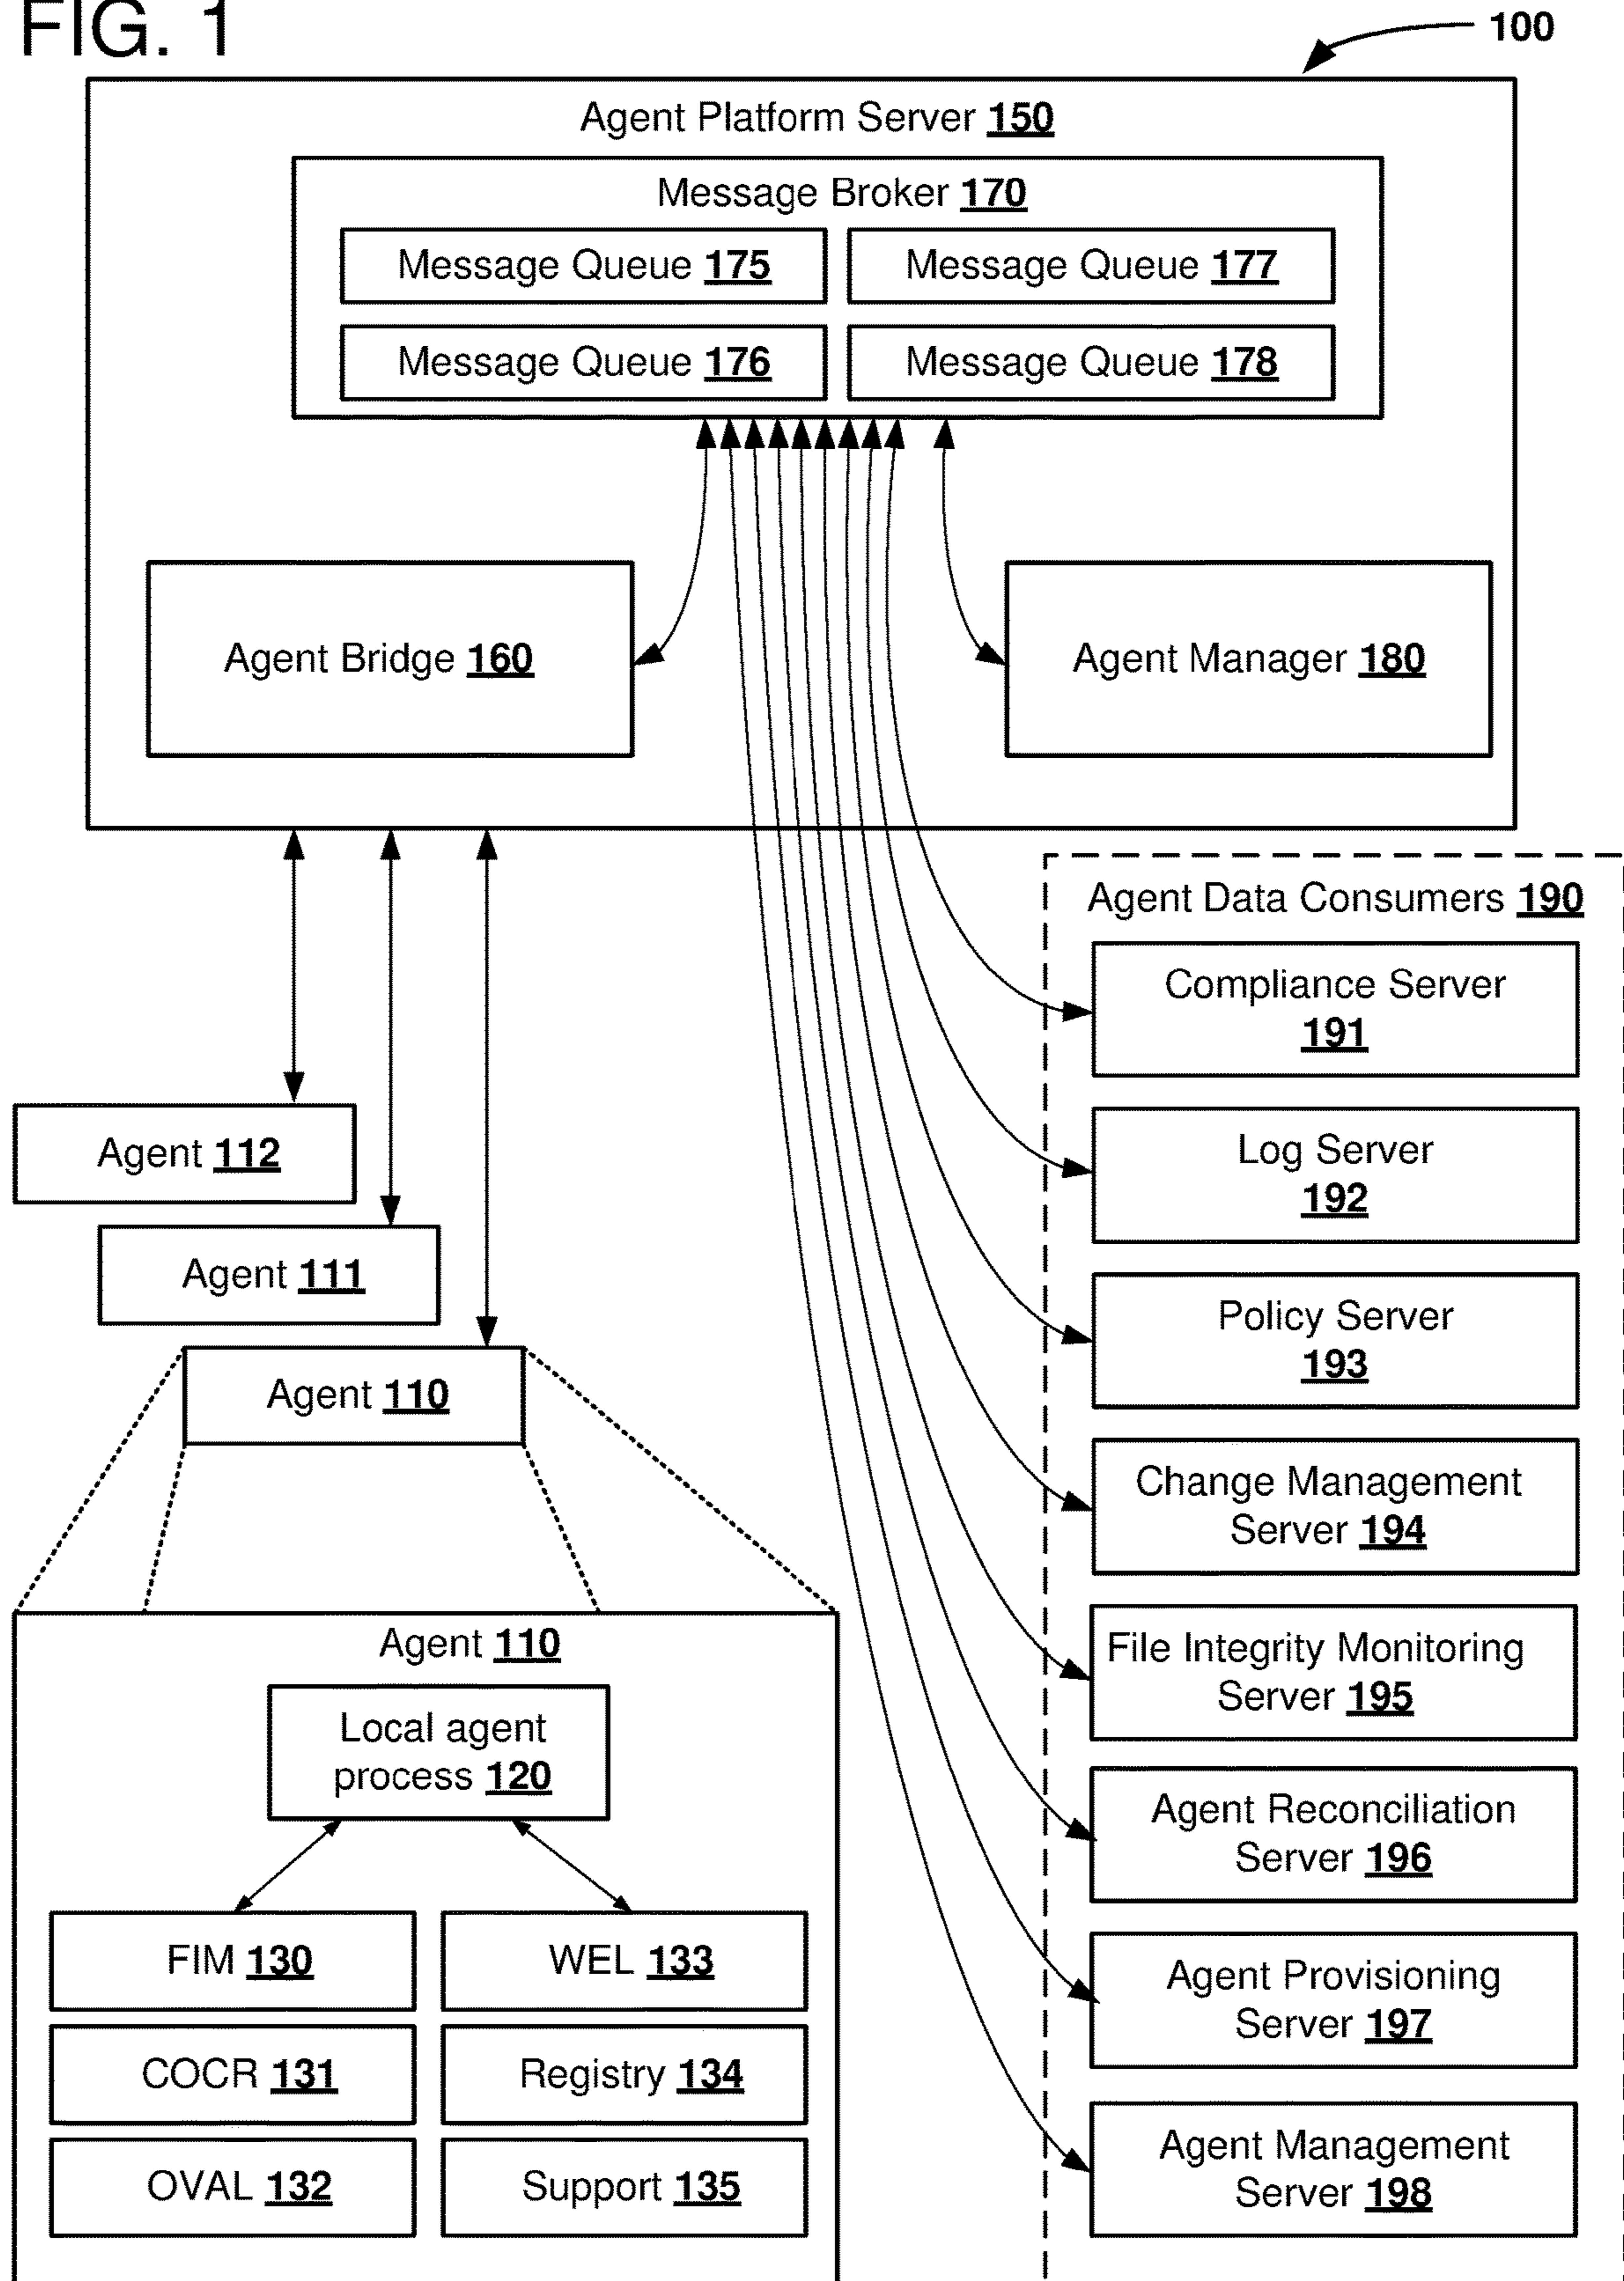 FIG. 1
100
Agent Platform Server 150
Message Broker 170
Message Queue 175
Message Queue 177
Message Queue 176
Message Queue 178
Agent Bridge 160
Agent Manager 180
Agent Data Consumers 190
Compliance Server
191
Log Server
192
Policy Server
193
Change Management
Server 194
File Integrity Monitoring
Server 195
Agent Reconciliation
Server 196
Agent Provisioning
Server 197
Agent Management
Server 198
Agent 112
Agent 111
Agent 110
Agent 110
Local agent
process 120
FIM 130
WEL 133
COCR 131
Registry 134
OVAL 132
Support 135